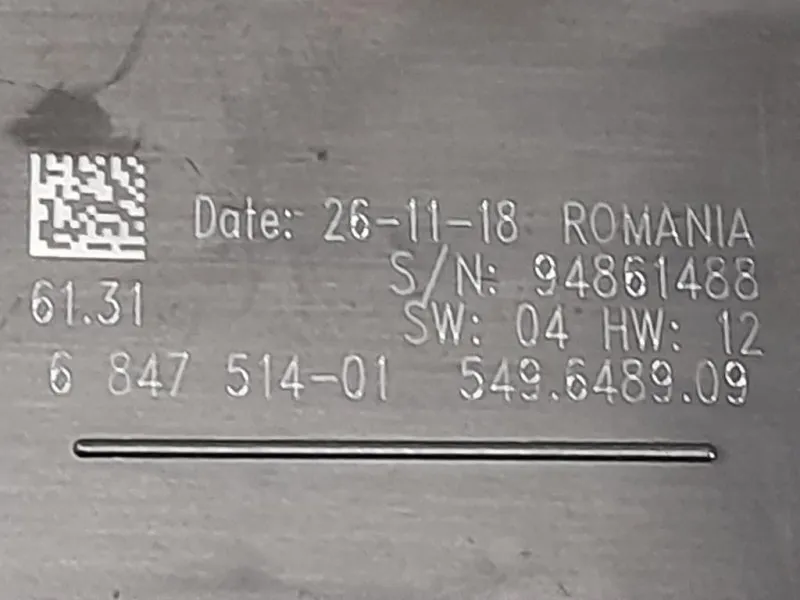 Date: 26-11-18 ROMANIA
S/N: 94861488
61.31
SW: 04 HW: 12
6 847 514-01 549.6489.09